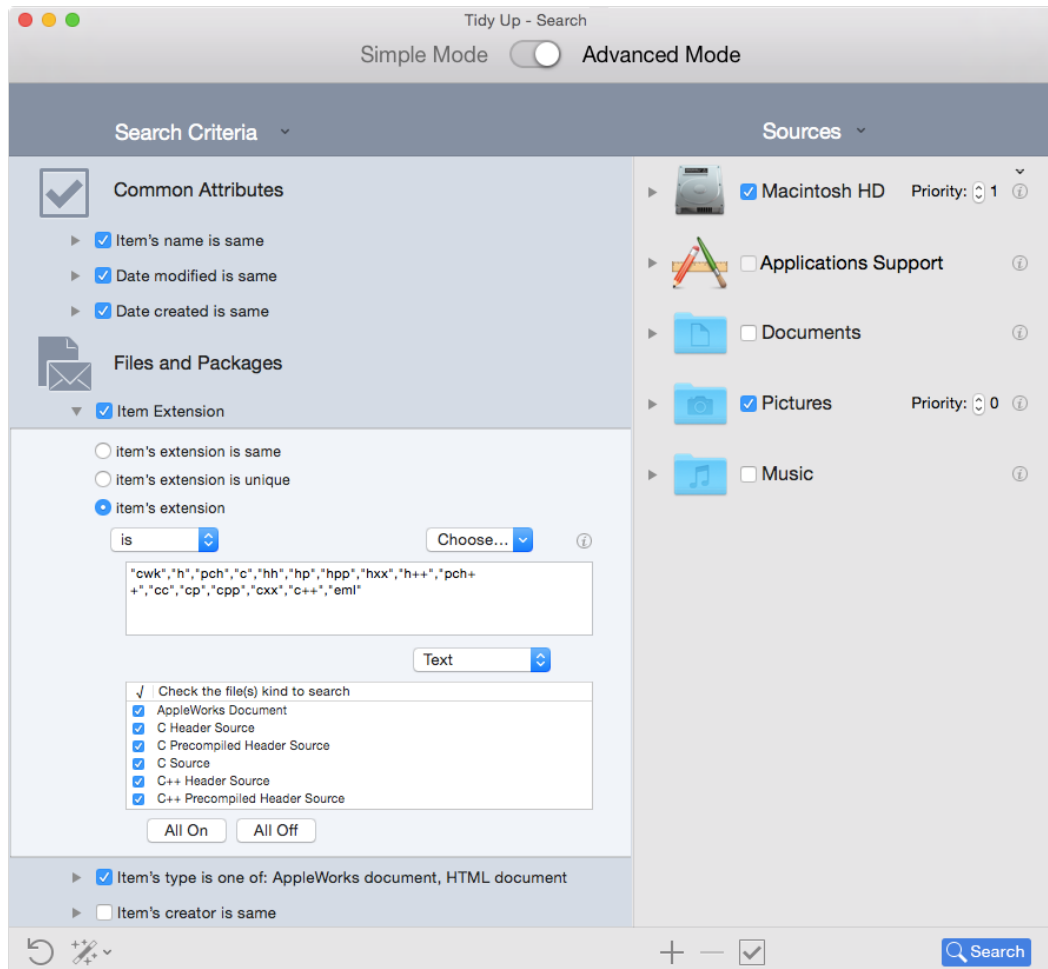 Tidy Up - Search
Simple Mode Advanced Mode
Search Criteria
Sources
Common Attributes
Item's name is same
Date modified is same
Date created is same
Files and Packages
Item Extension
item's extension is same
item's extension is unique
item's extension
is
Choose...
"cwk","h","pch","c","hh","hp","hpp","hxx","h++","pch+
+","cc","cp","cpp","cxx","c++","eml"
Text
√ Check the file(s) kind to search
AppleWorks Document
C Header Source
C Precompiled Header Source
C Source
C++ Header Source
C++ Precompiled Header Source
All On All Off
Item's type is one of: AppleWorks document, HTML document
Item's creator is same
Macintosh HD Priority: 1
Applications Support
Documents
Pictures Priority: 0
Music
Search